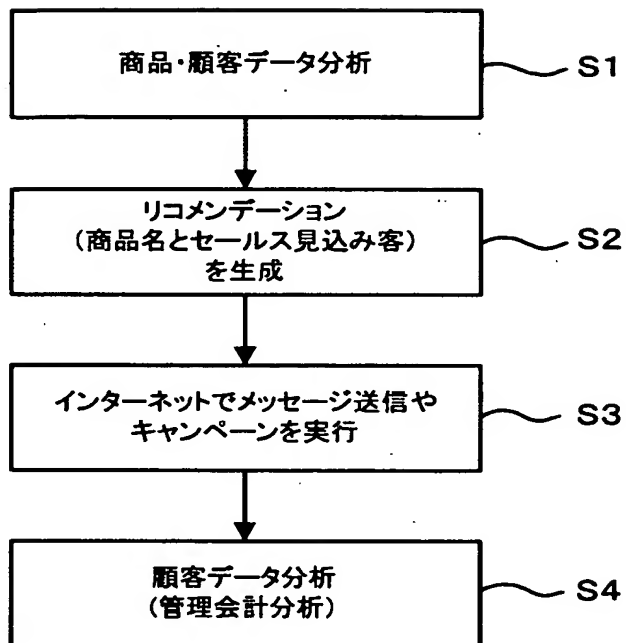 商品・顧客データ分析
S1
リコメンデーション
(商品名とセールス見込み客)
を生成
S2
インターネットでメッセージ送信や
キャンペーンを実行
S3
顧客データ分析
(管理会計分析)
S4